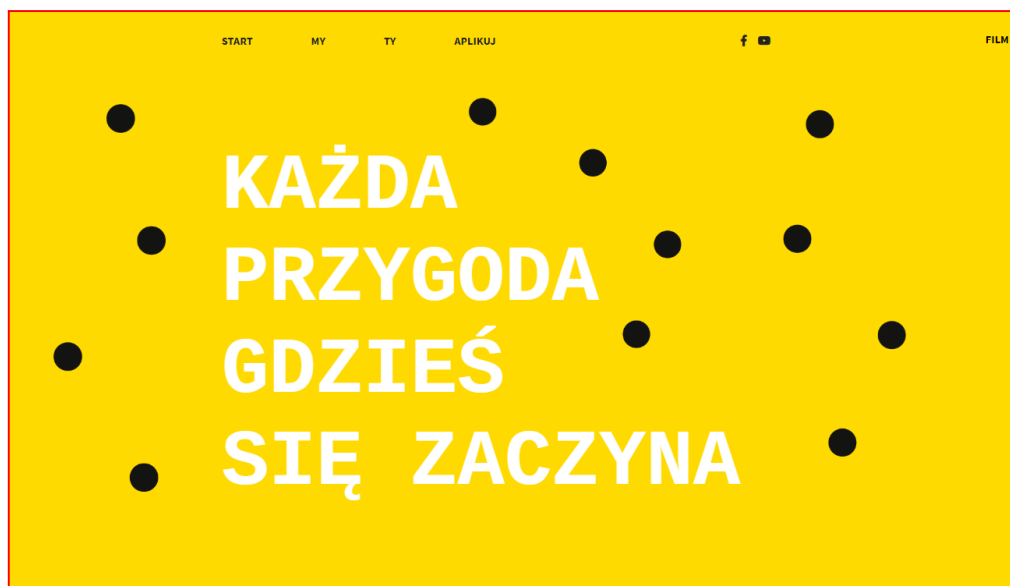 START MY TY APLIKUJ FILM
KAŻDA
PRZYGODA
GDZIEŚ
SIĘ ZACZYNA